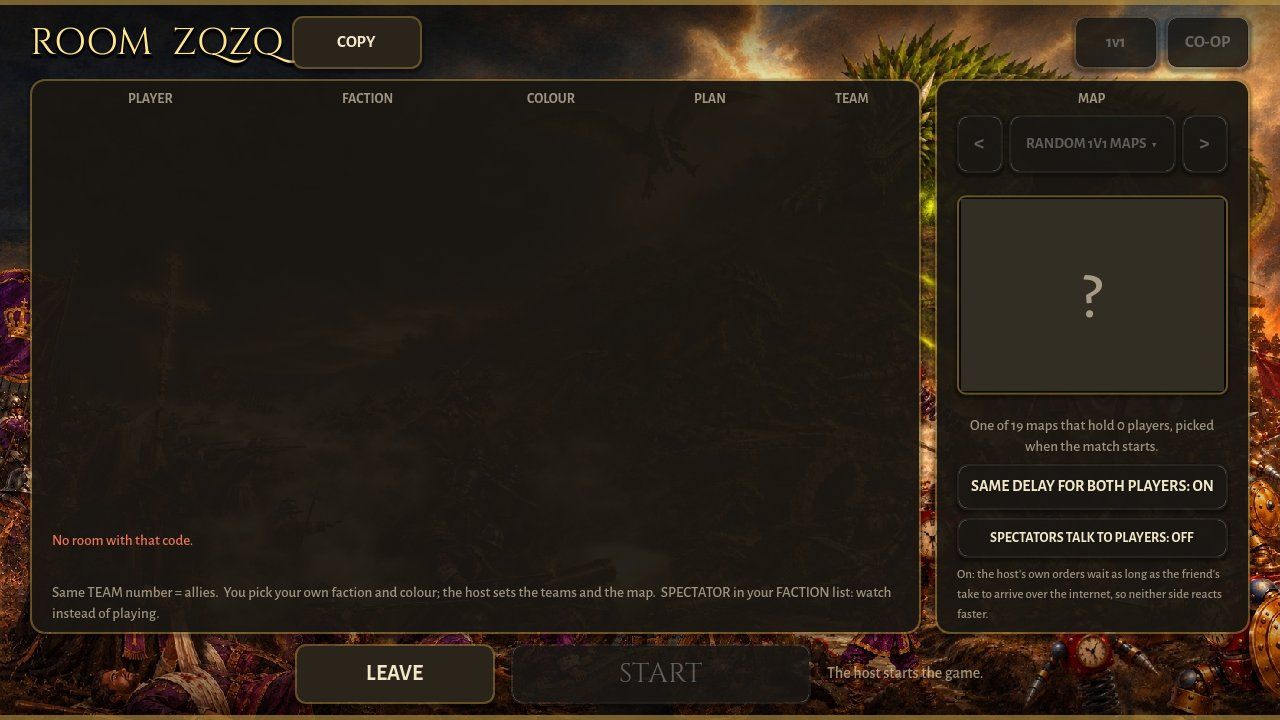 ROOM ZQZQ
COPY
1v1
CO-OP
PLAYER FACTION COLOUR PLAN TEAM
MAP
<
RANDOM 1V1 MAPS ▾
>
?
One of 19 maps that hold 0 players, picked
when the match starts.
SAME DELAY FOR BOTH PLAYERS: ON
SPECTATORS TALK TO PLAYERS: OFF
On: the host's own orders wait as long as the friend's
take to arrive over the internet, so neither side reacts
faster.
No room with that code.
Same TEAM number = allies. You pick your own faction and colour; the host sets the teams and the map. SPECTATOR in your FACTION list: watch
instead of playing.
LEAVE
START
The host starts the game.